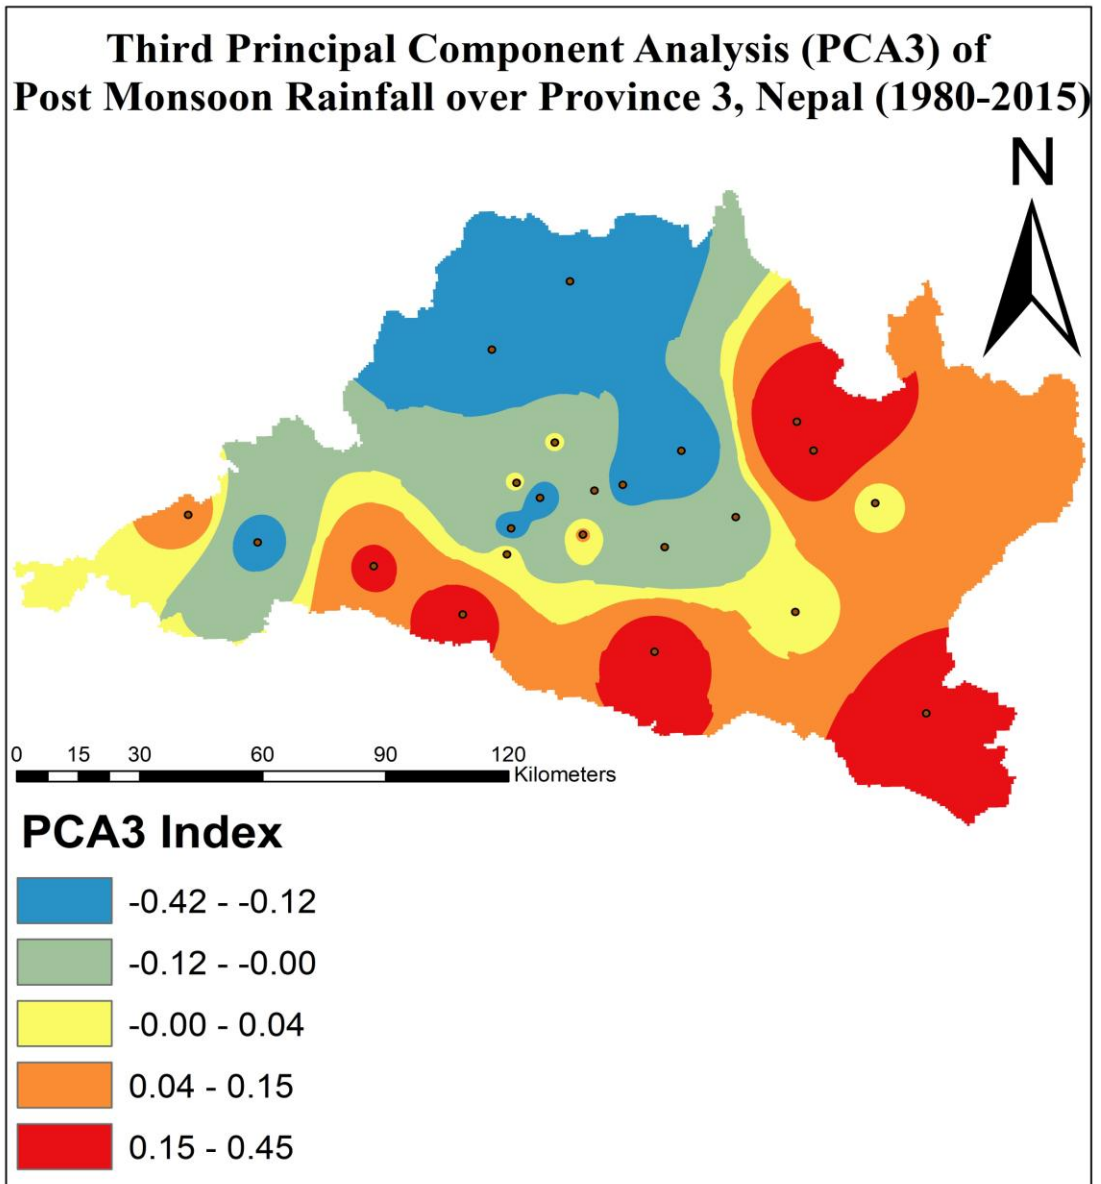 Third Principal Component Analysis (PCA3) of
Post Monsoon Rainfall over Province 3, Nepal (1980-2015)
N
0 15 30 60 90 120
Kilometers
PCA3 Index
-0.42 - -0.12
-0.12 - -0.00
-0.00 - 0.04
0.04 - 0.15
0.15 - 0.45